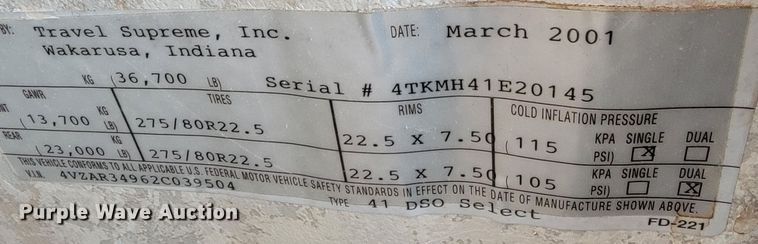 BY: Travel Supreme, Inc. DATE: March 2001
Wakarusa, Indiana
KG (36,700 LB) Serial # 4TKMH41E20145
GAWR TIRES RIMS COLD INFLATION PRESSURE
NT KG
(13,700 LB) 275/80R22.5 22.5 X 7.50 (115 KPA PSI) SINGLE X DUAL
REAR KG
(23,000 LB) 275/80R22.5 22.5 X 7.50 (105 KPA PSI) SINGLE DUAL X
THIS VEHICLE CONFORMS TO ALL APPLICABLE U.S. FEDERAL MOTOR VEHICLE SAFETY STANDARDS IN EFFECT ON THE DATE OF MANUFACTURE SHOWN ABOVE.
V.I.N. 4VZAR34962C039504 TYPE 41 DSO Select
FD-221
Purple Wave Auction